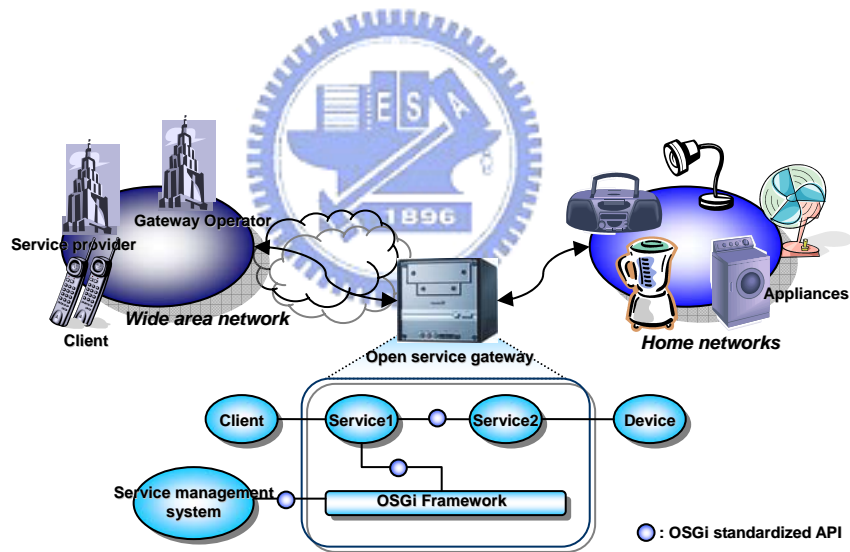 E S A
1896
Gateway Operator
Service provider
Wide area network
Client
Appliances
Home networks
Open service gateway
Client
Service1
Service2
Device
Service management
system
OSGi Framework
: OSGi standardized API